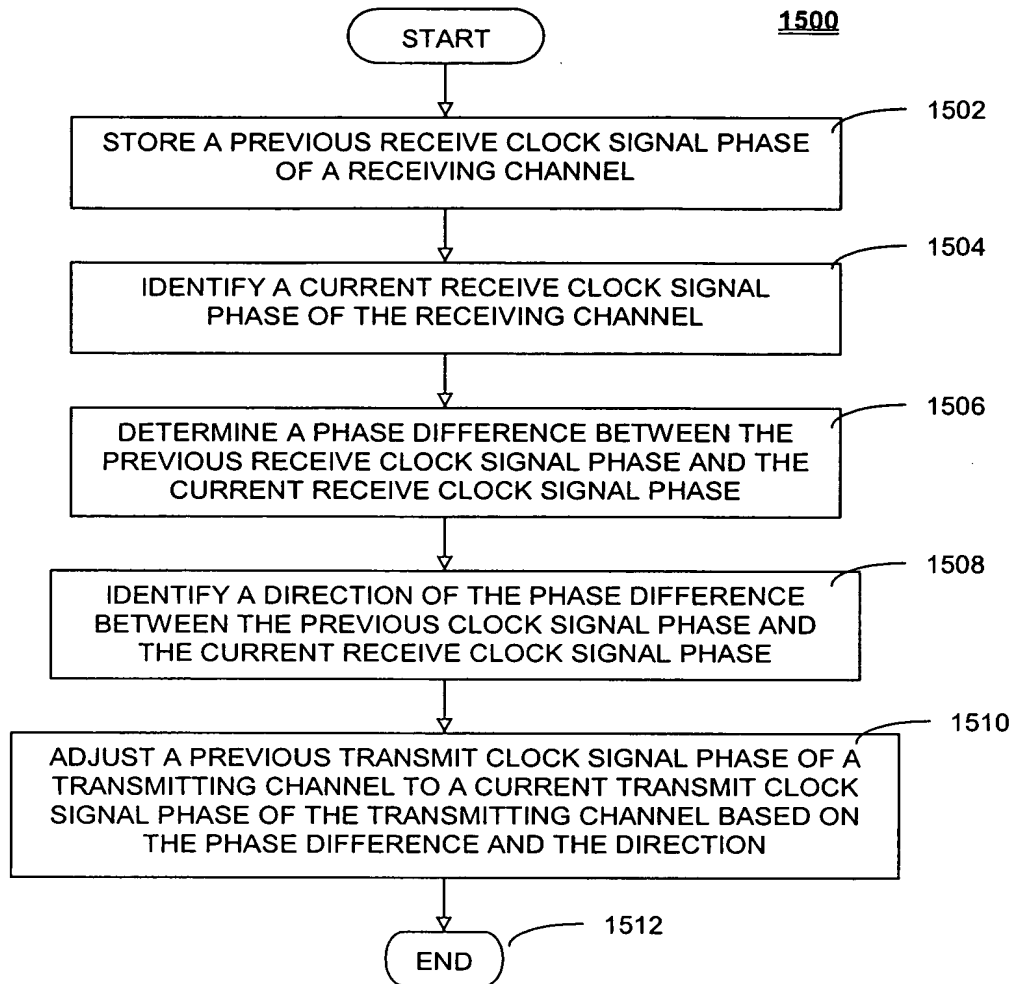 1500
START
1502
STORE A PREVIOUS RECEIVE CLOCK SIGNAL PHASE
OF A RECEIVING CHANNEL
1504
IDENTIFY A CURRENT RECEIVE CLOCK SIGNAL
PHASE OF THE RECEIVING CHANNEL
1506
DETERMINE A PHASE DIFFERENCE BETWEEN THE
PREVIOUS RECEIVE CLOCK SIGNAL PHASE AND THE
CURRENT RECEIVE CLOCK SIGNAL PHASE
1508
IDENTIFY A DIRECTION OF THE PHASE DIFFERENCE
BETWEEN THE PREVIOUS CLOCK SIGNAL PHASE AND
THE CURRENT RECEIVE CLOCK SIGNAL PHASE
1510
ADJUST A PREVIOUS TRANSMIT CLOCK SIGNAL PHASE OF A
TRANSMITTING CHANNEL TO A CURRENT TRANSMIT CLOCK
SIGNAL PHASE OF THE TRANSMITTING CHANNEL BASED ON
THE PHASE DIFFERENCE AND THE DIRECTION
1512
END